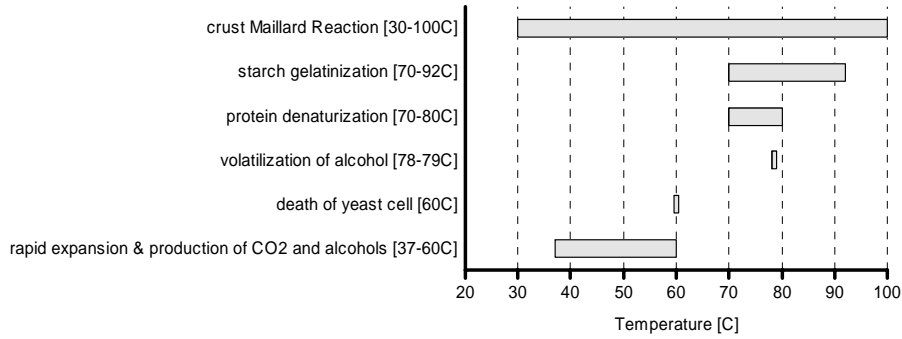 crust Maillard Reaction [30-100C]
starch gelatinization [70-92C]
protein denaturization [70-80C]
volatilization of alcohol [78-79C]
death of yeast cell [60C]
rapid expansion & production of CO2 and alcohols [37-60C]
20 30 40 50 60 70 80 90 100
Temperature [C]